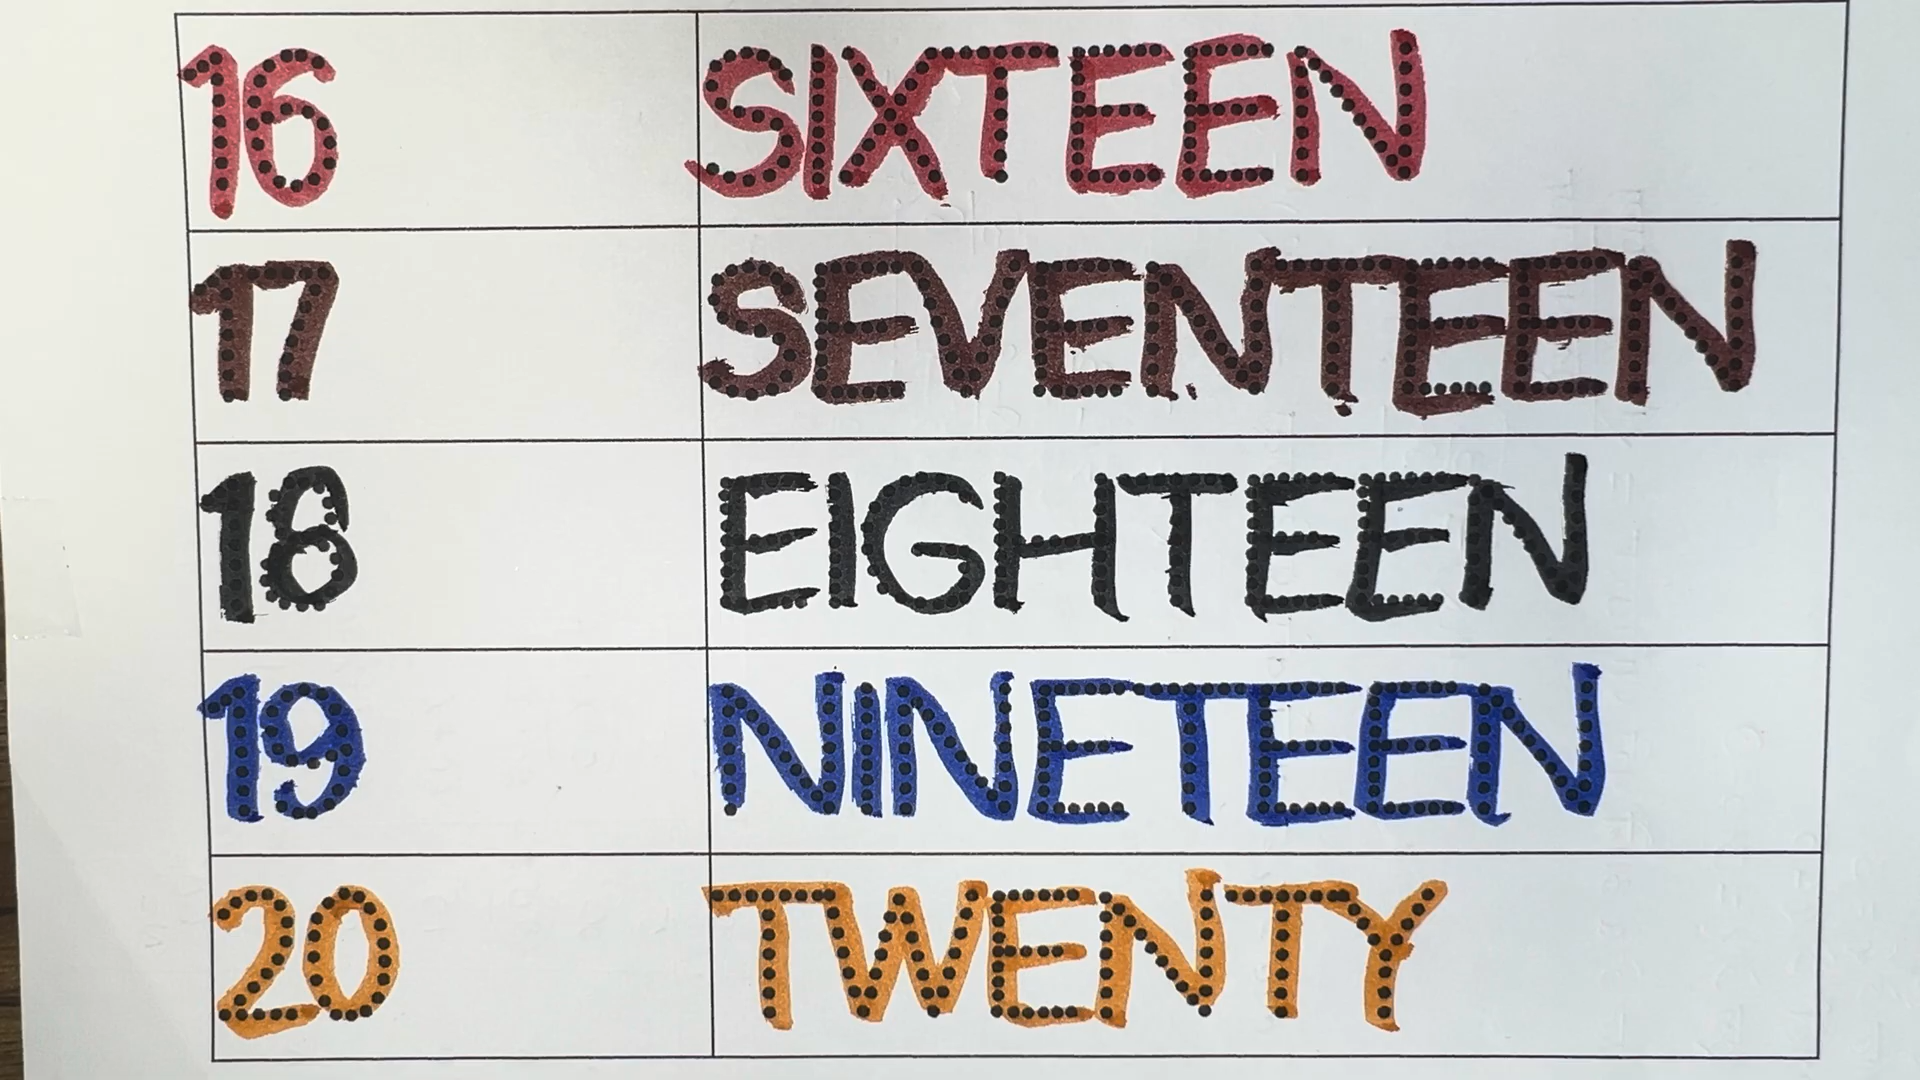 16 SIXTEEN
17 SEVENTEEN
18 EIGHTEEN
19 NINETEEN
20 TWENTY